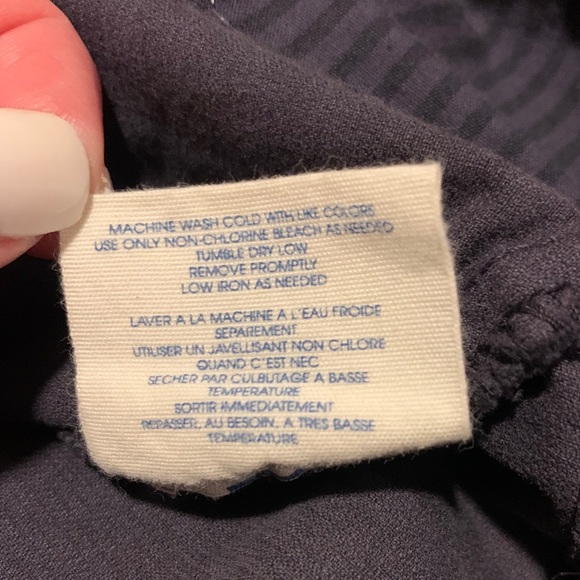 MACHINE WASH COLD WITH LIKE COLORS
USE ONLY NON-CHLORINE BLEACH AS NEEDED
TUMBLE DRY LOW
REMOVE PROMPTLY
LOW IRON AS NEEDED
LAVER A LA MACHINE A L'EAU FROIDE
SEPAREMENT
UTILISER UN JAVELLISANT NON CHLORE
QUAND C'EST NEC
SECHER PAR CULBUTAGE A BASSE
TEMPERATURE
SORTIR IMMEDIATEMENT
REPASSER, AU BESOIN, A TRES BASSE
TEMPERATURE